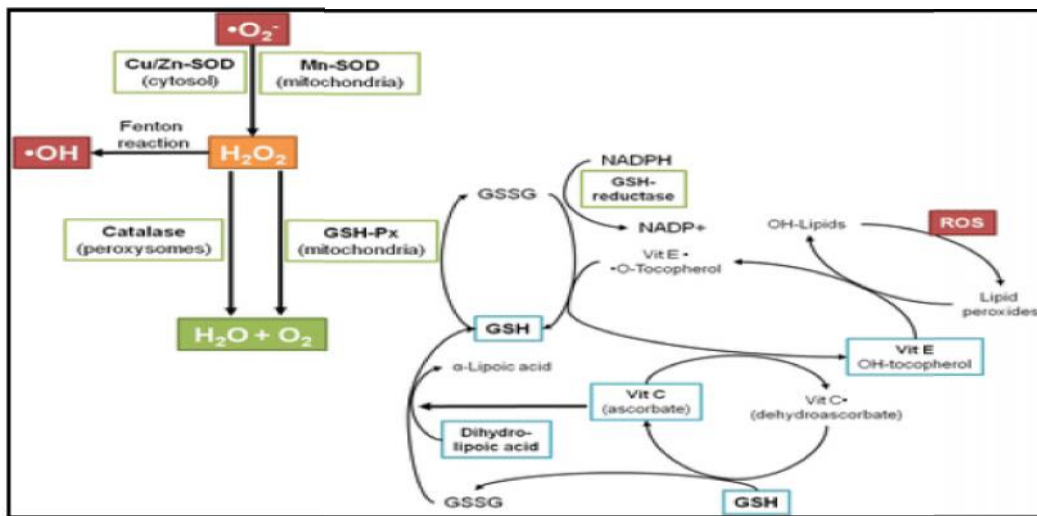 •O₂⁻
Cu/Zn-SOD
(cytosol)
Mn-SOD
(mitochondria)
Fenton
reaction
•OH
H₂O₂
Catalase
(peroxysomes)
GSH-Px
(mitochondria)
H₂O + O₂
NADPH
GSH-
reductase
GSSG
NADP+
Vit E •
•O-Tocopherol
OH-Lipids
ROS
Lipid
peroxides
GSH
Vit E
OH-tocopherol
α-Lipoic acid
Vit C
(ascorbate)
Vit C•
(dehydroascorbate)
Dihydro-
lipoic acid
GSSG
GSH